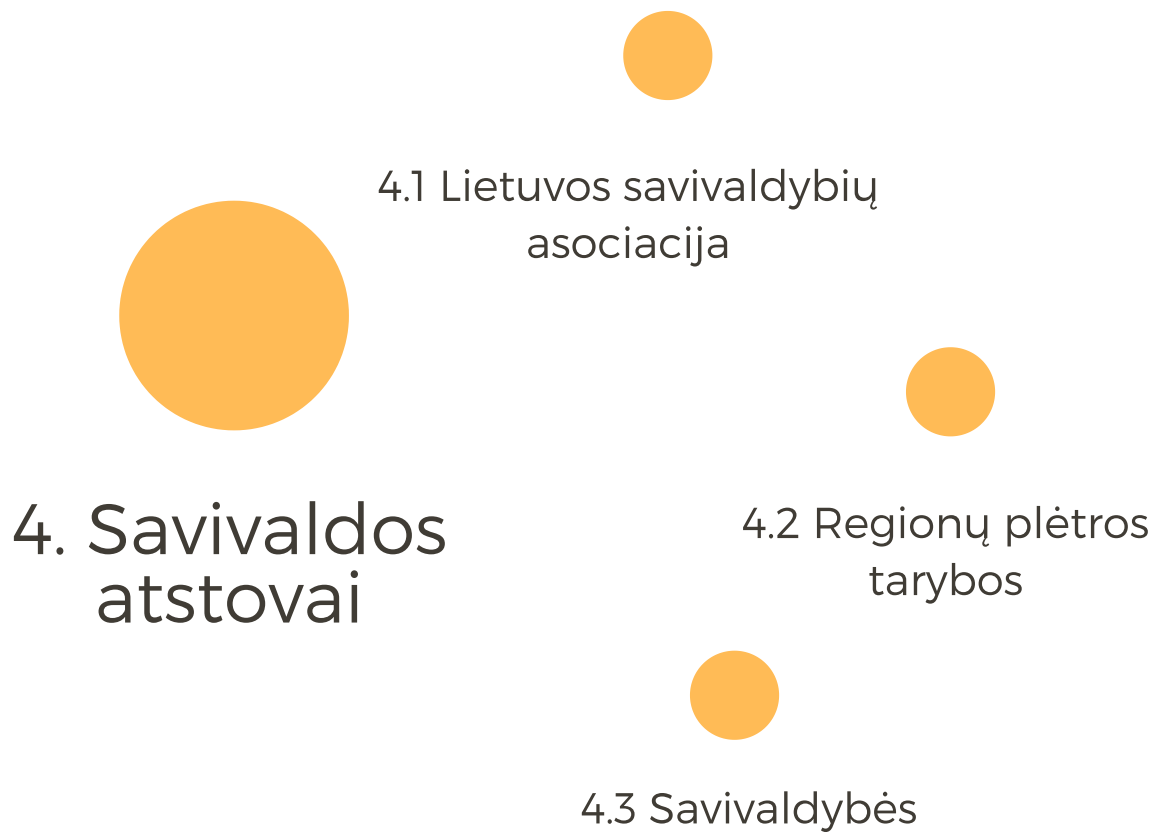 4.1 Lietuvos savivaldybių
asociacija
4. Savivaldos
atstovai
4.2 Regionų plėtros
tarybos
4.3 Savivaldybės